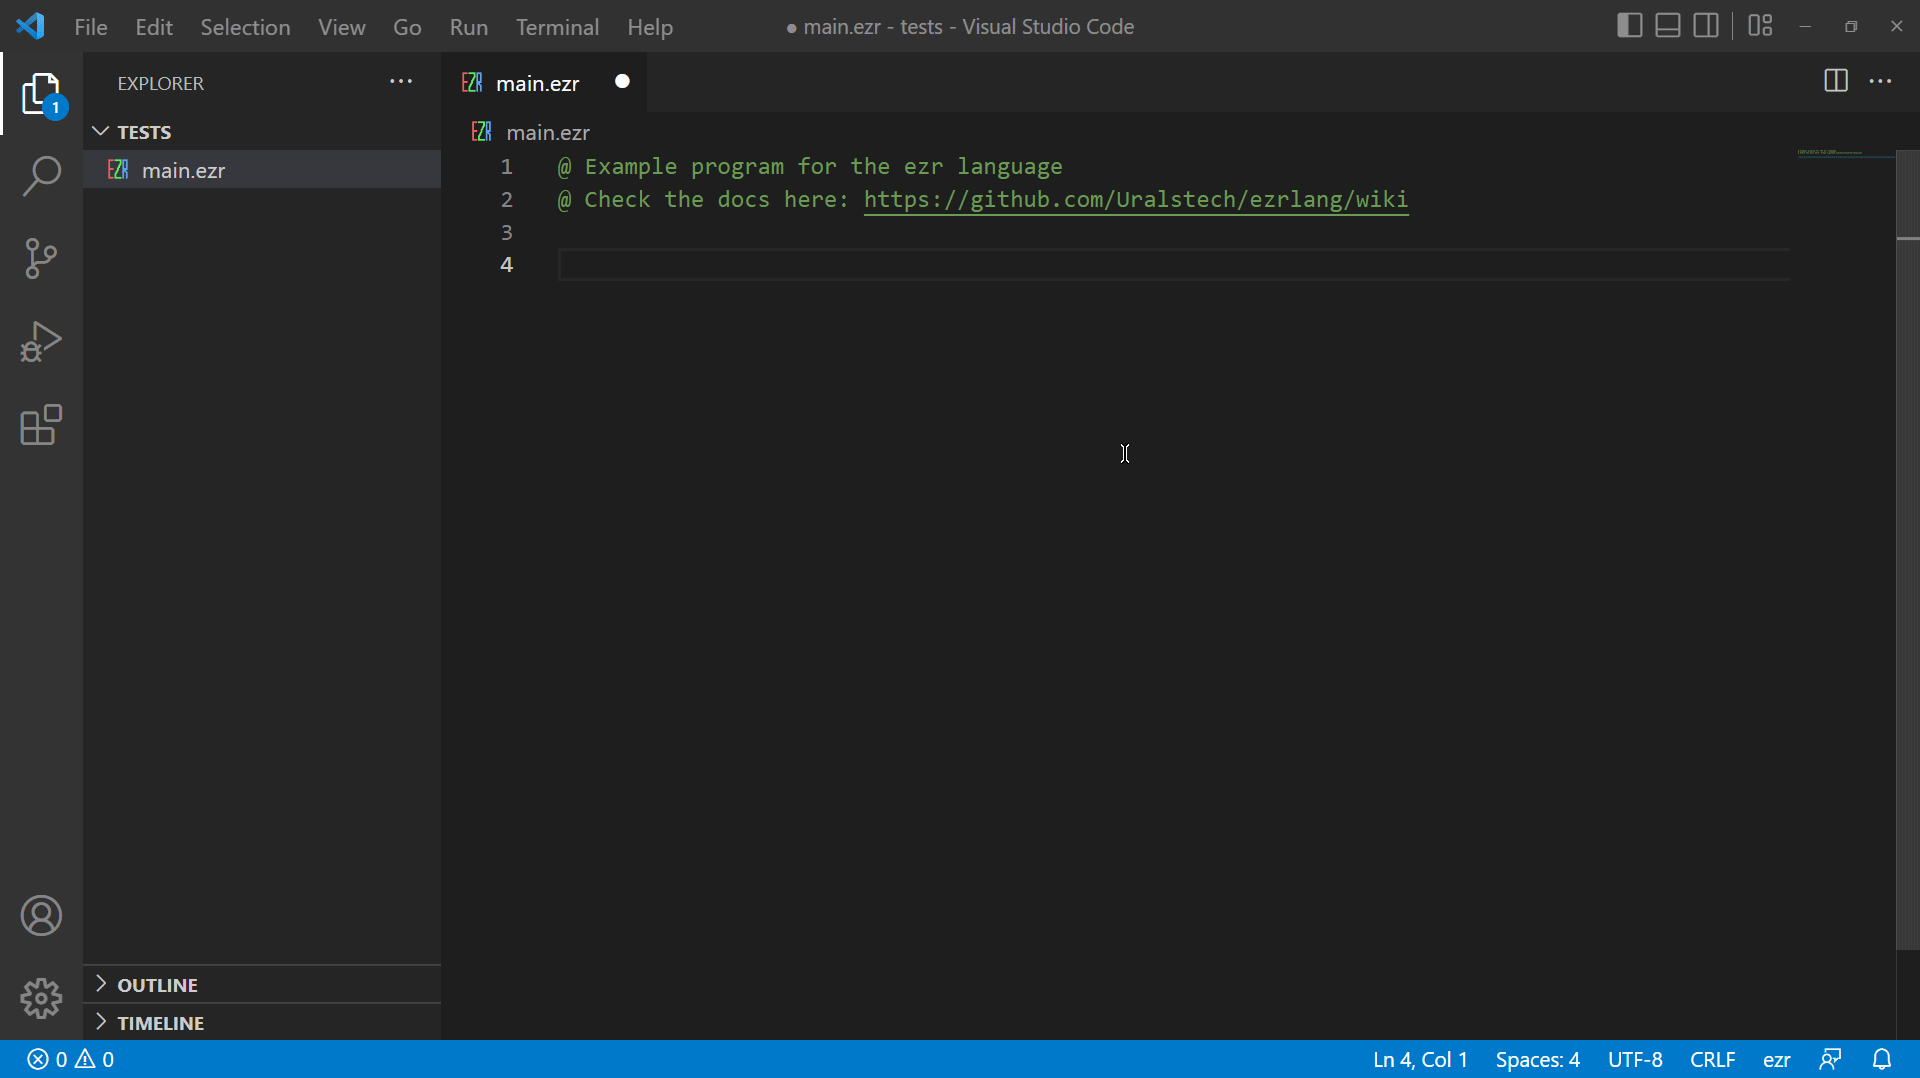 File Edit Selection View Go Run Terminal Help
● main.ezr - tests - Visual Studio Code
EXPLORER
1
TESTS
EZR main.ezr
EZR main.ezr
EZR main.ezr
1 @ Example program for the ezr language
2 @ Check the docs here: https://github.com/Uralstech/ezrlang/wiki
3
4
OUTLINE
TIMELINE
0 0
Ln 4, Col 1 Spaces: 4 UTF-8 CRLF ezr